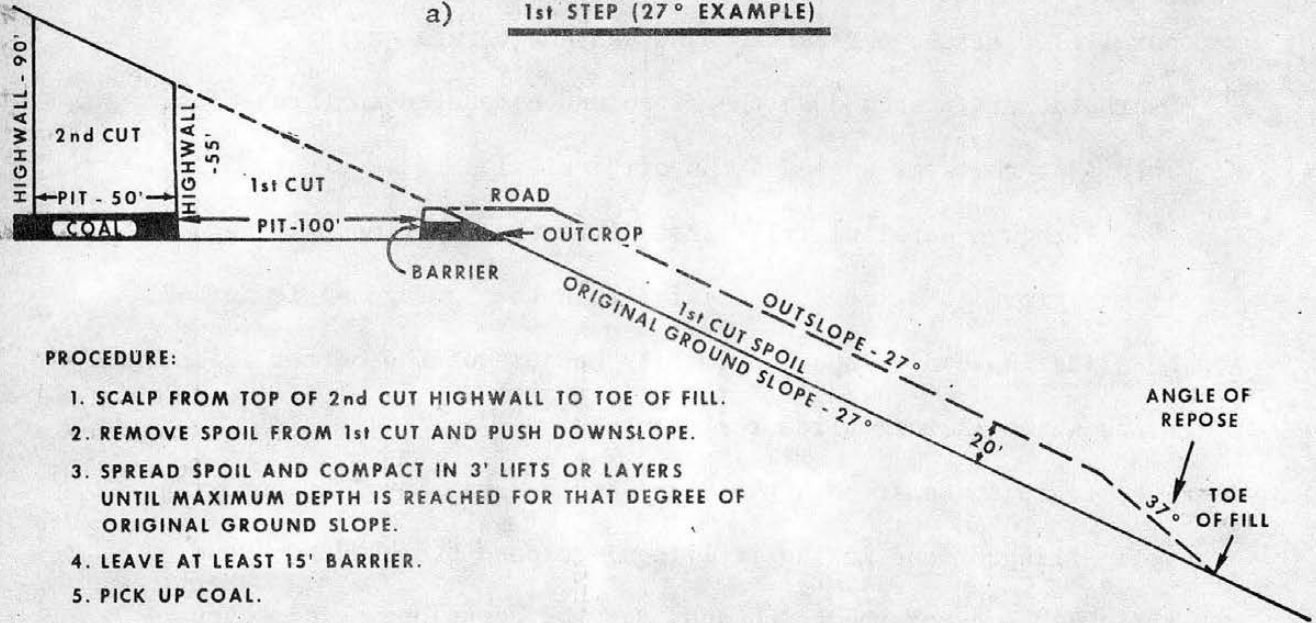 a) 1st STEP (27° EXAMPLE)
HIGHWALL - 90'
2nd CUT
HIGHWALL
-55'
PIT - 50'
COAL
1st CUT
PIT-100'
ROAD
OUTCROP
BARRIER
OUTSLOPE - 27°
1st CUT SPOIL
ORIGINAL GROUND SLOPE - 27°
20'
ANGLE OF
REPOSE
37°
TOE
OF FILL
PROCEDURE:
1. SCALP FROM TOP OF 2nd CUT HIGHWALL TO TOE OF FILL.
2. REMOVE SPOIL FROM 1st CUT AND PUSH DOWNSLOPE.
3. SPREAD SPOIL AND COMPACT IN 3' LIFTS OR LAYERS
UNTIL MAXIMUM DEPTH IS REACHED FOR THAT DEGREE OF
ORIGINAL GROUND SLOPE.
4. LEAVE AT LEAST 15' BARRIER.
5. PICK UP COAL.